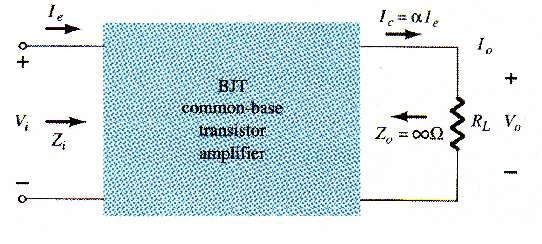 I_e
I_c = αI_e
I_o
+
+
BJT
common-base
transistor
amplifier
V_i
Z_i
Z_o = ∞Ω
R_L
V_o
−
−